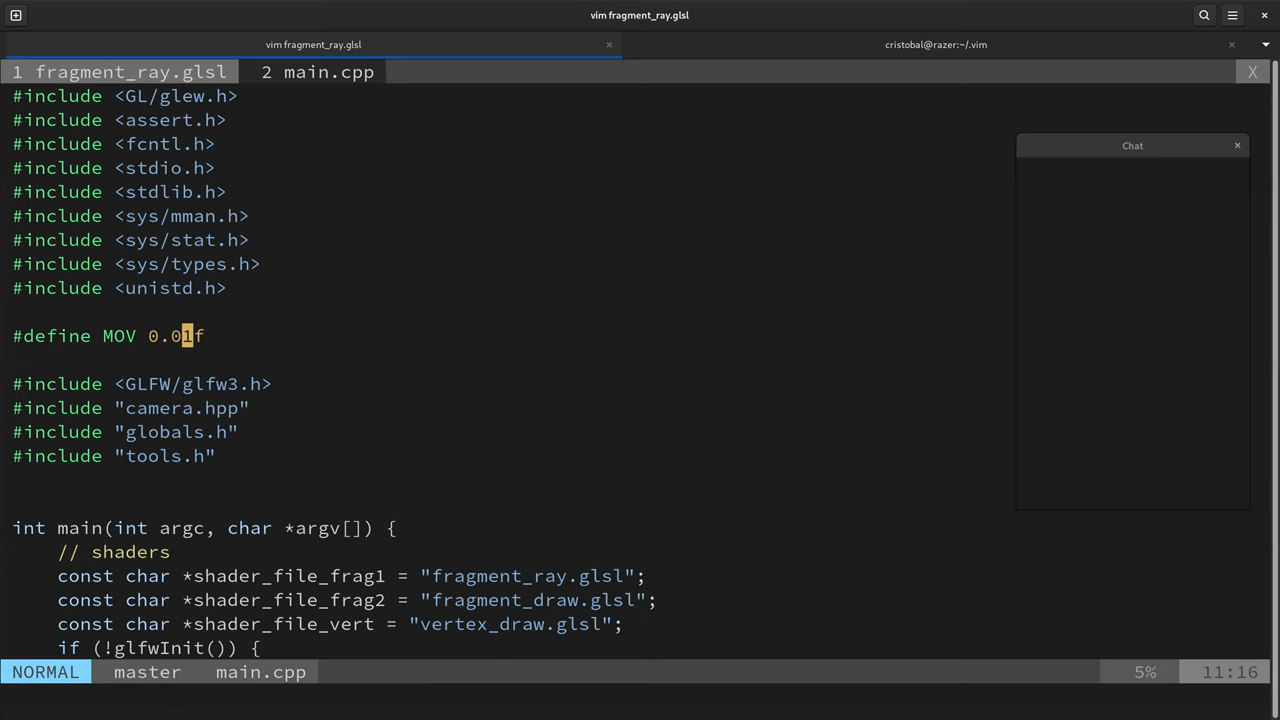 vim fragment_ray.glsl
vim fragment_ray.glsl ×
cristobal@razer:~/.vim ×
1 fragment_ray.glsl 2 main.cpp X
#include <GL/glew.h>
#include <assert.h>
#include <fcntl.h>
#include <stdio.h>
#include <stdlib.h>
#include <sys/mman.h>
#include <sys/stat.h>
#include <sys/types.h>
#include <unistd.h>
#define MOV 0.01f
#include <GLFW/glfw3.h>
#include "camera.hpp"
#include "globals.h"
#include "tools.h"
int main(int argc, char *argv[]) {
// shaders
const char *shader_file_frag1 = "fragment_ray.glsl";
const char *shader_file_frag2 = "fragment_draw.glsl";
const char *shader_file_vert = "vertex_draw.glsl";
if (!glfwInit()) {
NORMAL master main.cpp 5% 11:16
Chat ×